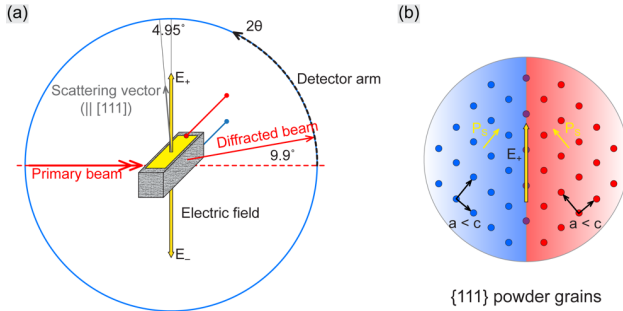 (a)
4.95°
2θ
E₊
Scattering vector
(|| [111])
Detector arm
Diffracted beam
9.9°
Primary beam
Electric field
E₋
(b)
Pₛ
Pₛ
E₊
a < c
a < c
{111} powder grains